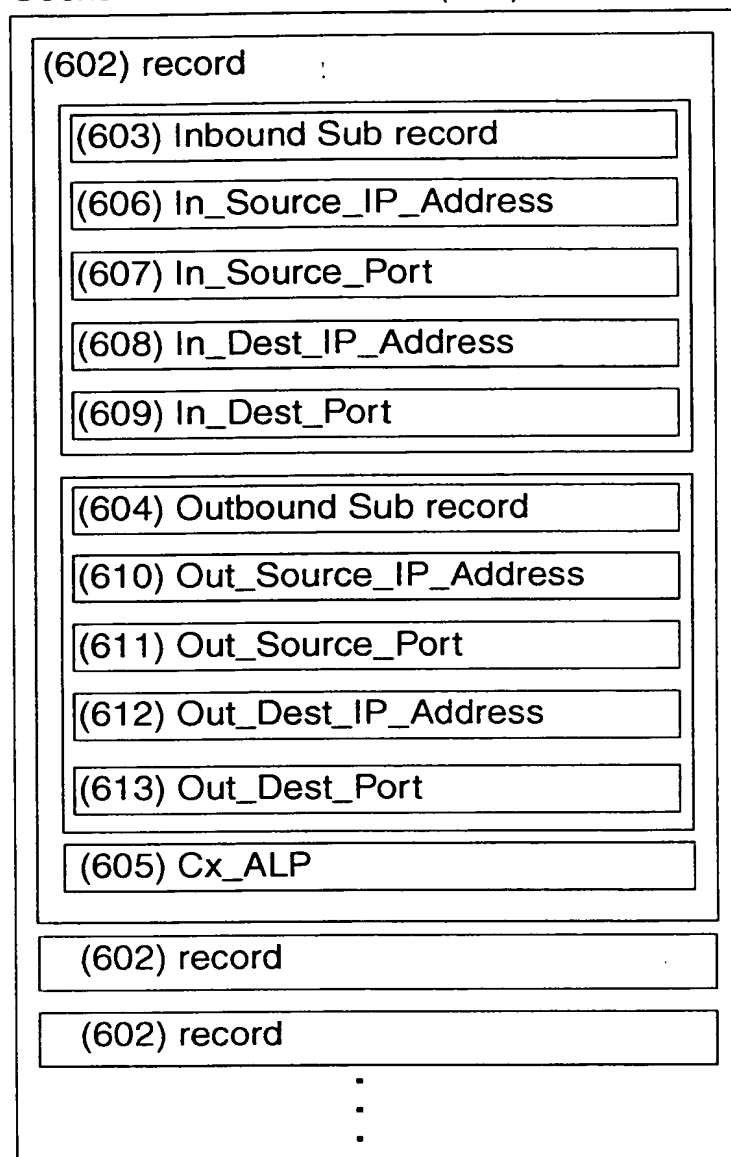 (602) record
(603) Inbound Sub record
(606) In_Source_IP_Address
(607) In_Source_Port
(608) In_Dest_IP_Address
(609) In_Dest_Port
(604) Outbound Sub record
(610) Out_Source_IP_Address
(611) Out_Source_Port
(612) Out_Dest_IP_Address
(613) Out_Dest_Port
(605) Cx_ALP
(602) record
(602) record